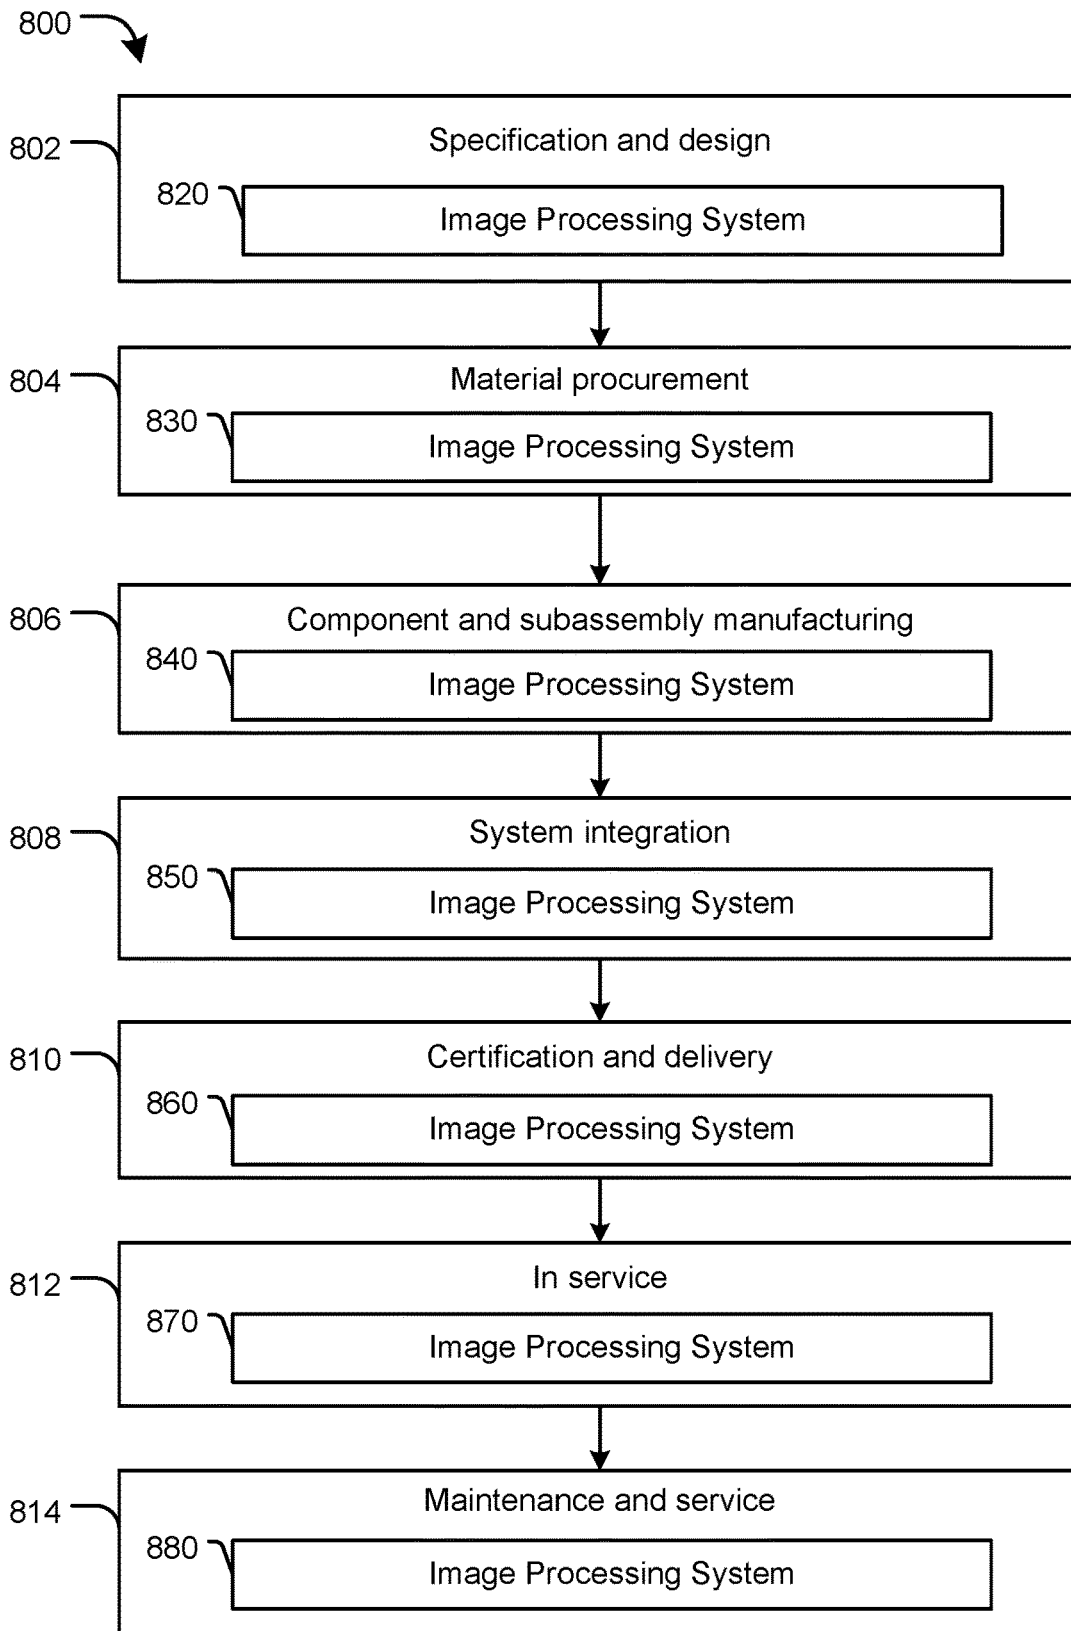 800
802
Specification and design
820
Image Processing System
804
Material procurement
830
Image Processing System
806
Component and subassembly manufacturing
840
Image Processing System
808
System integration
850
Image Processing System
810
Certification and delivery
860
Image Processing System
812
In service
870
Image Processing System
814
Maintenance and service
880
Image Processing System